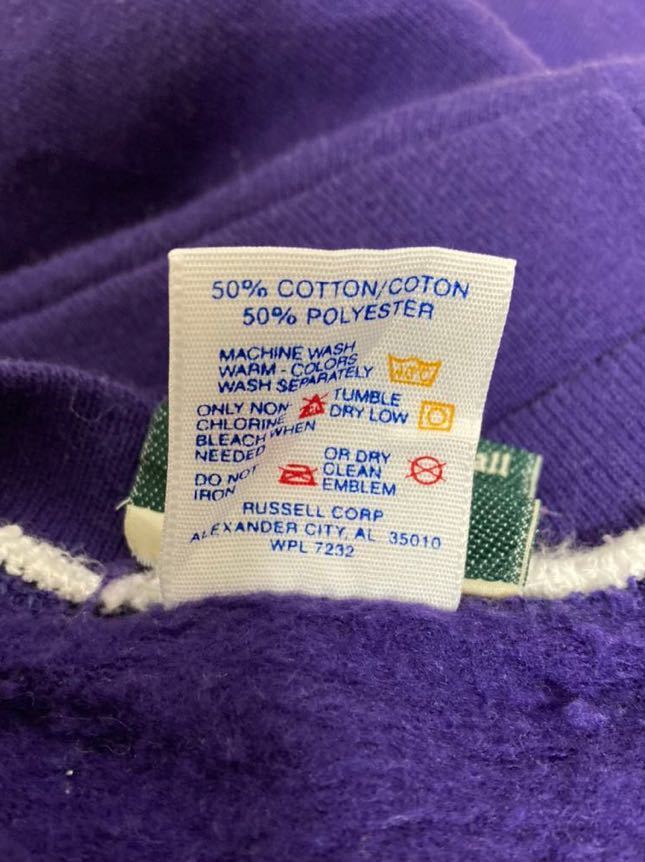 50% COTTON/COTON
50% POLYESTER
MACHINE WASH
WARM - COLORS
WASH SEPARATELY
ONLY NON
CHLORINE
BLEACH WHEN
NEEDED
TUMBLE
DRY LOW
DO NOT
IRON
OR DRY
CLEAN
EMBLEM
RUSSELL CORP
ALEXANDER CITY, AL 35010
WPL 7232